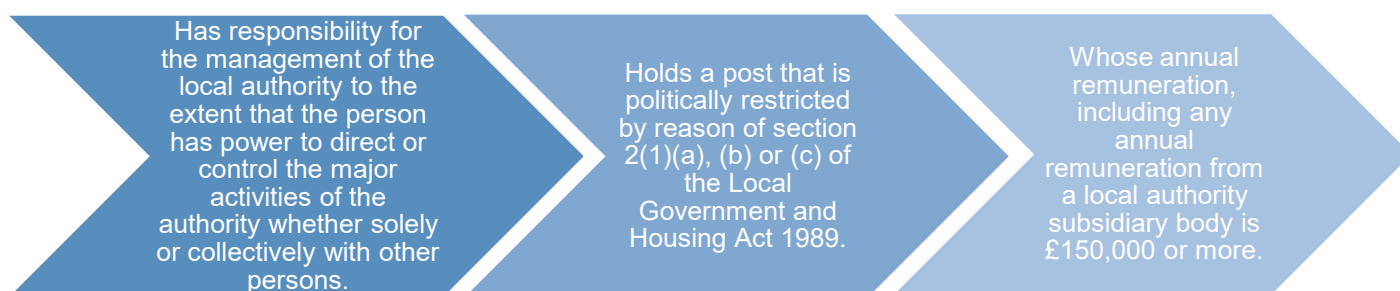 Has responsibility for
the management of the
local authority to the
extent that the person
has power to direct or
control the major
activities of the
authority whether solely
or collectively with other
persons.
Holds a post that is
politically restricted
by reason of section
2(1)(a), (b) or (c) of
the Local
Government and
Housing Act 1989.
Whose annual
remuneration,
including any
annual
remuneration from
a local authority
subsidiary body is
£150,000 or more.